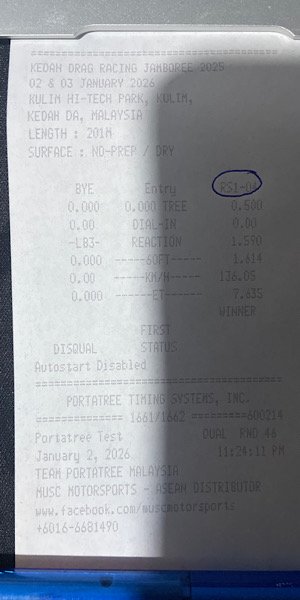 ================================
KEDAH DRAG RACING JAMBOREE 2025
02 & 03 JANUARY 2026
KULIM HI-TECH PARK, KULIM,
KEDAH DA, MALAYSIA
LENGTH : 201M
SURFACE : NO-PREP / DRY
BYE Entry RS1-04
0.000 0.000 TREE 0.500
0.00 DIAL-IN 0.00
-LB3- REACTION 1.590
0.000 ------60FT----- 1.614
0.00 -----KM/H----- 136.05
0.000 ------ET------ 7.635
WINNER
FIRST
DISQUAL STATUS
Autostart Disabled
================================
PORTATREE TIMING SYSTEMS, INC.
============= 1661/1662 =========600214
Portatree Test DUAL RND 46
January 2, 2026 11:24:11 PM
TEAM PORTATREE MALAYSIA
MUSC MOTORSPORTS - ASEAN DISTRIBUTOR
www.facebook.com/muscmotorsports
+6016-6681490